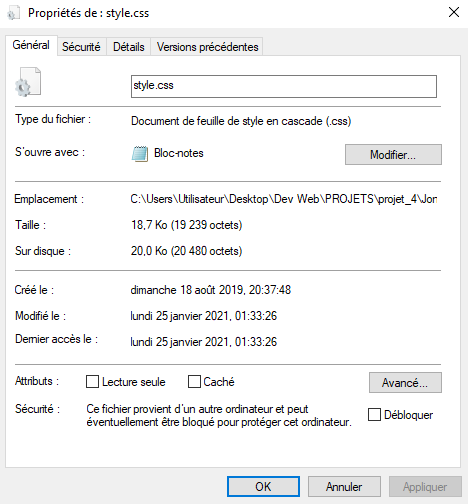 Propriétés de : style.css
Général Sécurité Détails Versions précédentes
style.css
Type du fichier : Document de feuille de style en cascade (.css)
S'ouvre avec : Bloc-notes Modifier...
Emplacement : C:\Users\Utilisateur\Desktop\Dev Web\PROJETS\projet_4\Jon
Taille : 18,7 Ko (19 239 octets)
Sur disque : 20,0 Ko (20 480 octets)
Créé le : dimanche 18 août 2019, 20:37:48
Modifié le : lundi 25 janvier 2021, 01:33:26
Dernier accès le : lundi 25 janvier 2021, 01:33:26
Attributs : Lecture seule Caché Avancé...
Sécurité : Ce fichier provient d'un autre ordinateur et peut
éventuellement être bloqué pour protéger cet ordinateur. Débloquer
OK Annuler Appliquer